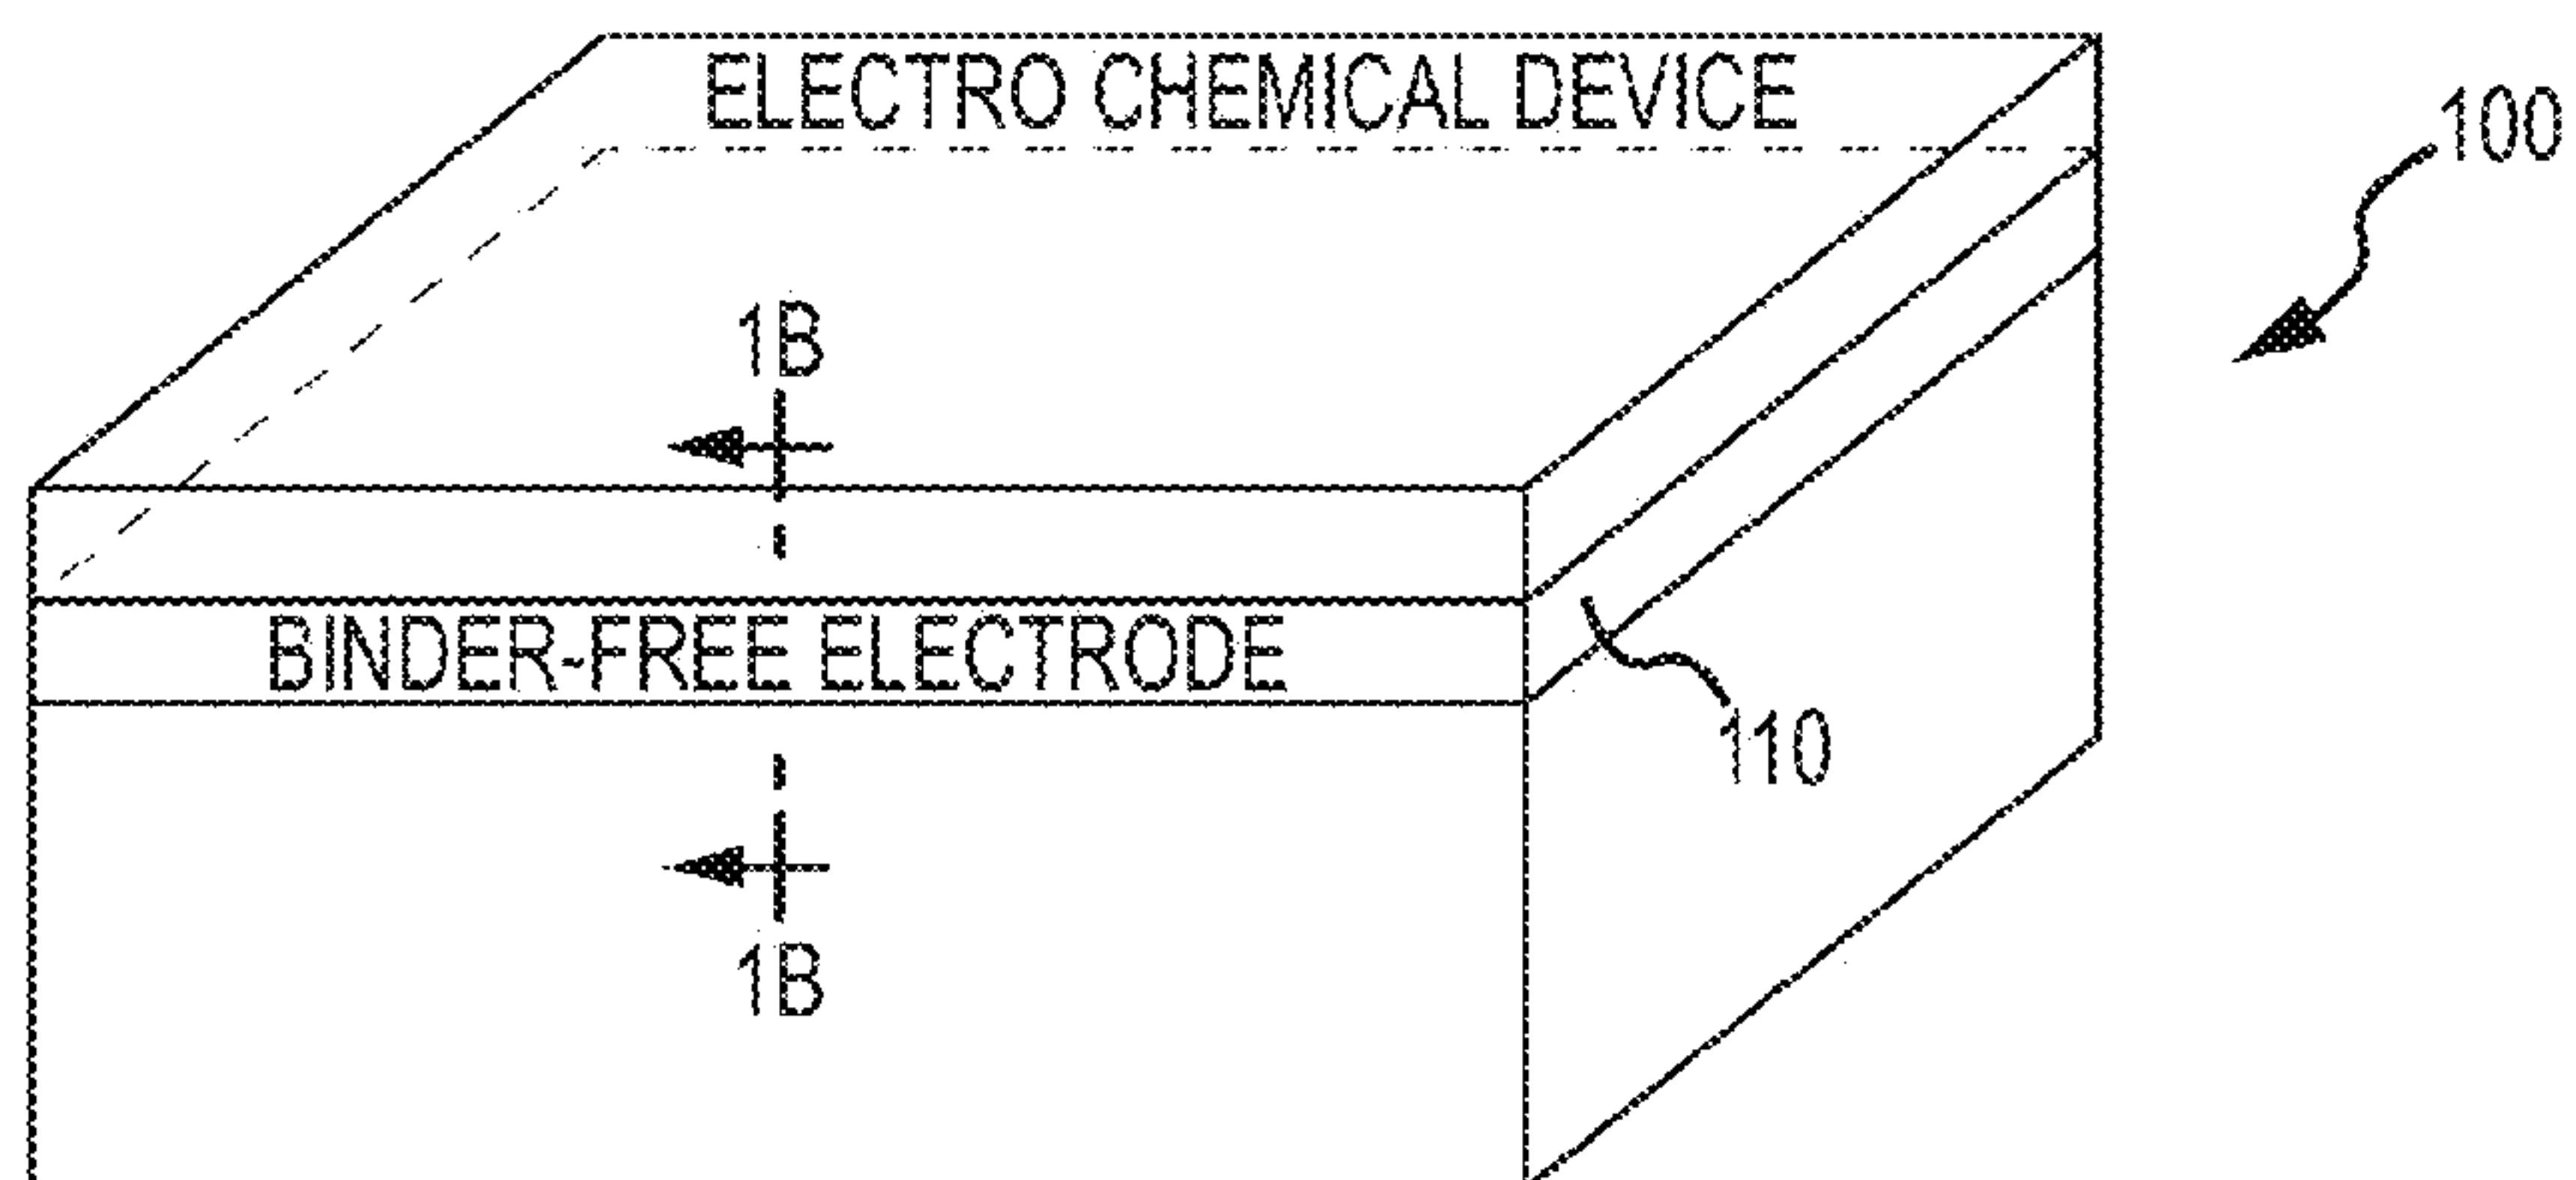 ELECTRO CHEMICAL DEVICE
100
1B
BINDER-FREE ELECTRODE
110
1B